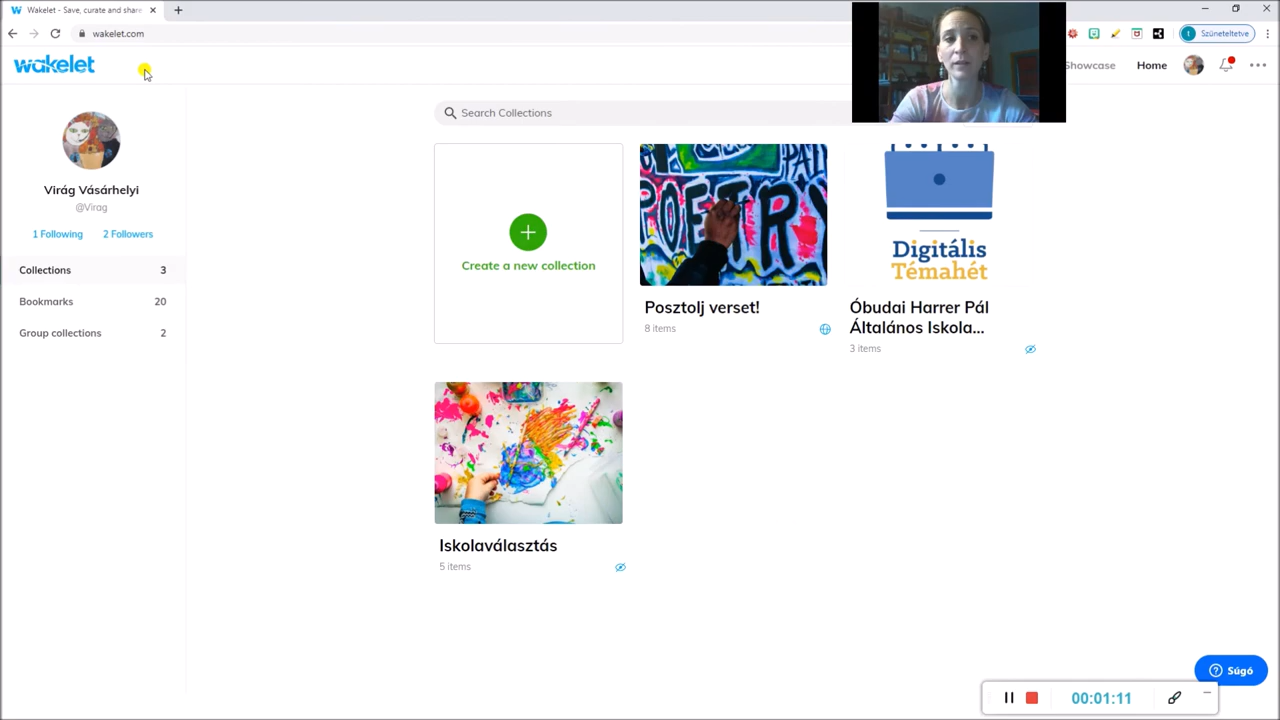 Wakelet - Save, curate and share
wakelet.com
Szüneteltetve
wakelet
Showcase
Home
Search Collections
Virág Vásárhelyi
@Virag
1 Following
2 Followers
Collections 3
Bookmarks 20
Group collections 2
Create a new collection
POETRY
Posztolj verset!
8 items
Digitális
Témahét
Óbudai Harrer Pál
Általános Iskola...
3 items
Iskolaválasztás
5 items
Súgó
00:01:11